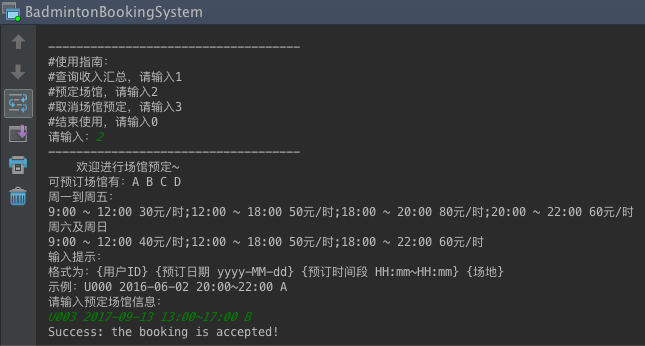 BadmintonBookingSystem
------------------------------------
#使用指南:
#查询收入汇总，请输入1
#预定场馆，请输入2
#取消场馆预定，请输入3
#结束使用，请输入0
请输入：2
------------------------------------
欢迎进行场馆预定~
可预订场馆有：A B C D
周一到周五：
9:00 ~ 12:00 30元/时;12:00 ~ 18:00 50元/时;18:00 ~ 20:00 80元/时;20:00 ~ 22:00 60元/时
周六及周日
9:00 ~ 12:00 40元/时;12:00 ~ 18:00 50元/时;18:00 ~ 22:00 60元/时
输入提示：
格式为：{用户ID} {预订日期 yyyy-MM-dd} {预订时间段 HH:mm~HH:mm} {场地}
示例：U000 2016-06-02 20:00~22:00 A
请输入预定场馆信息：
U003 2017-09-13 13:00~17:00 B
Success: the booking is accepted!